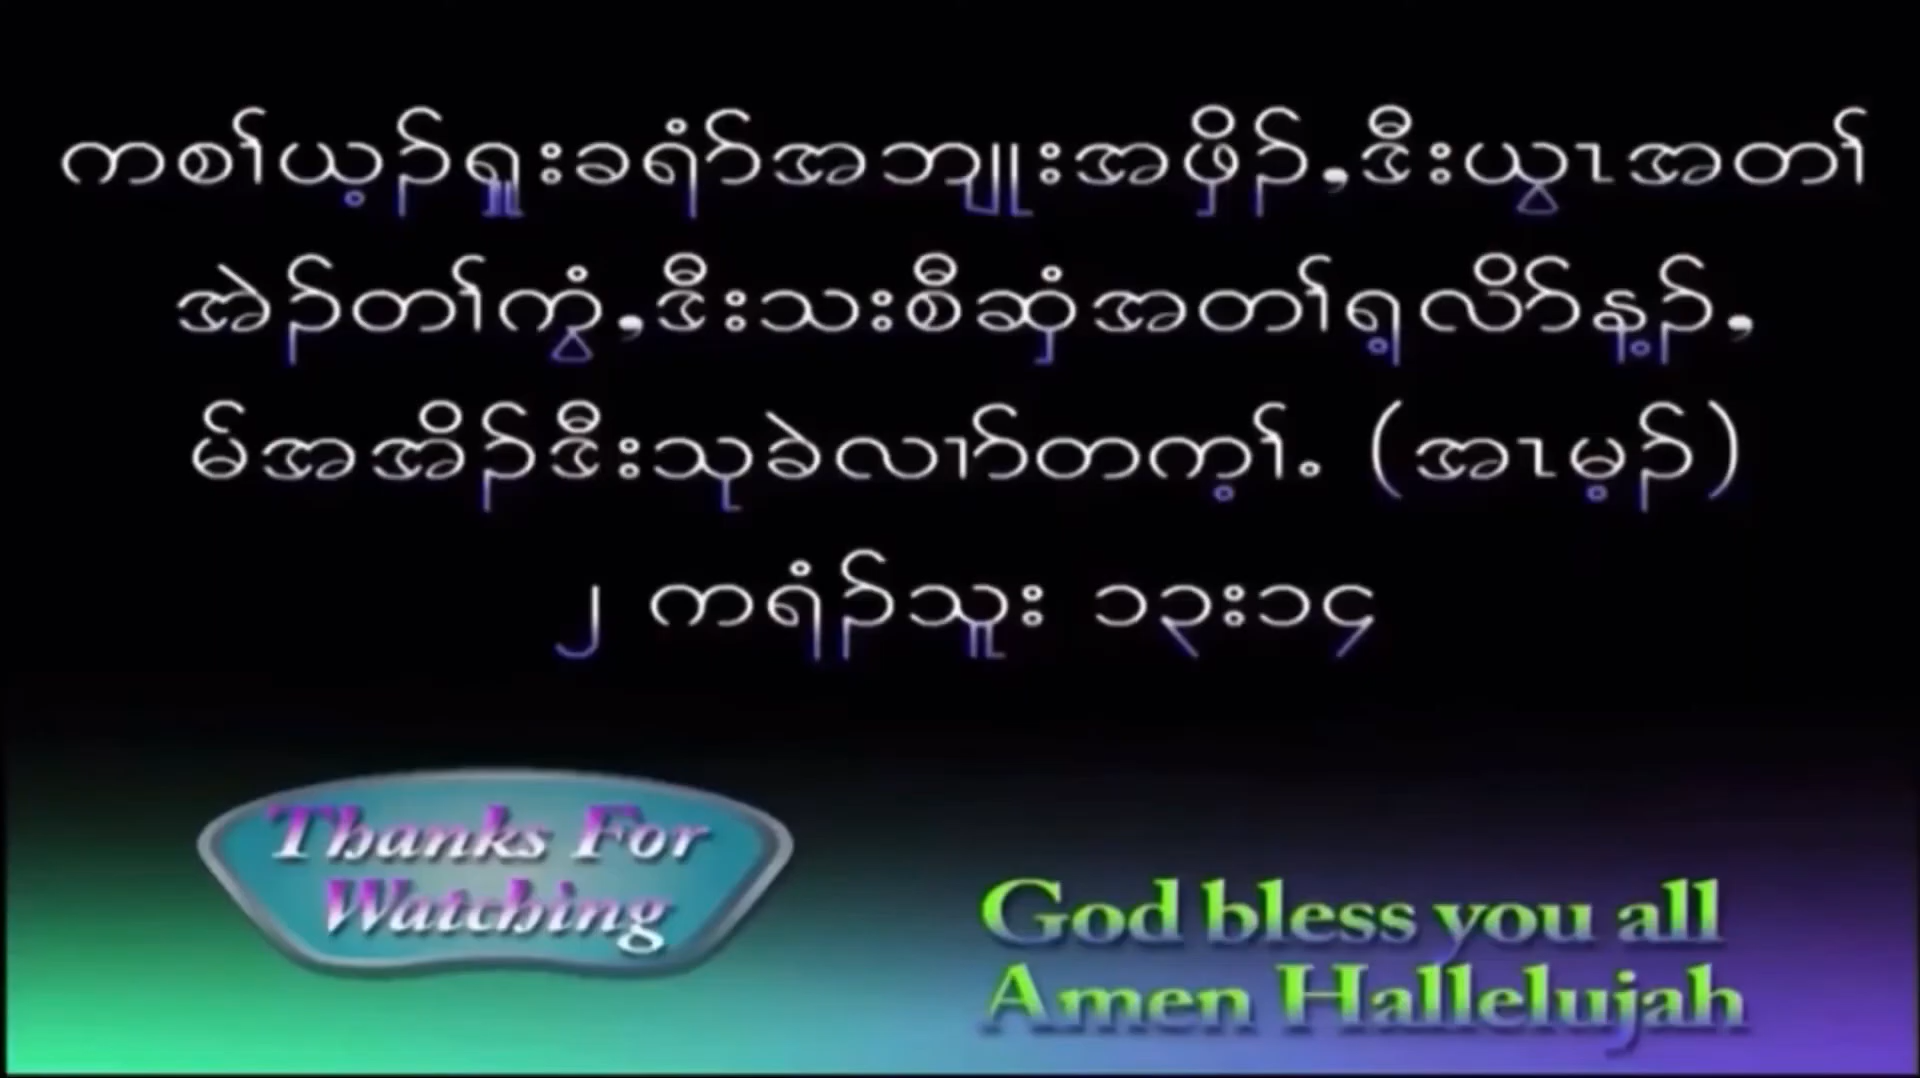 ကစၢ်ယ့ၣ်ရှူးခရံာ်အဘျုးအဖှိၣ်,ဒီးယွၤအတၢ်
အဲၣ်တၢ်ကွံ,ဒီးသးစီဆှံအတၢ်ရ့လိာ်န့ၣ်,
မ်အအိၣ်ဒီးသုခဲလၢာ်တက့ၢ်. (အၤမ့ၣ်)
၂ ကရံၣ်သူး ၁၃း၁၄
Thanks For
Watching
God bless you all
Amen Hallelujah